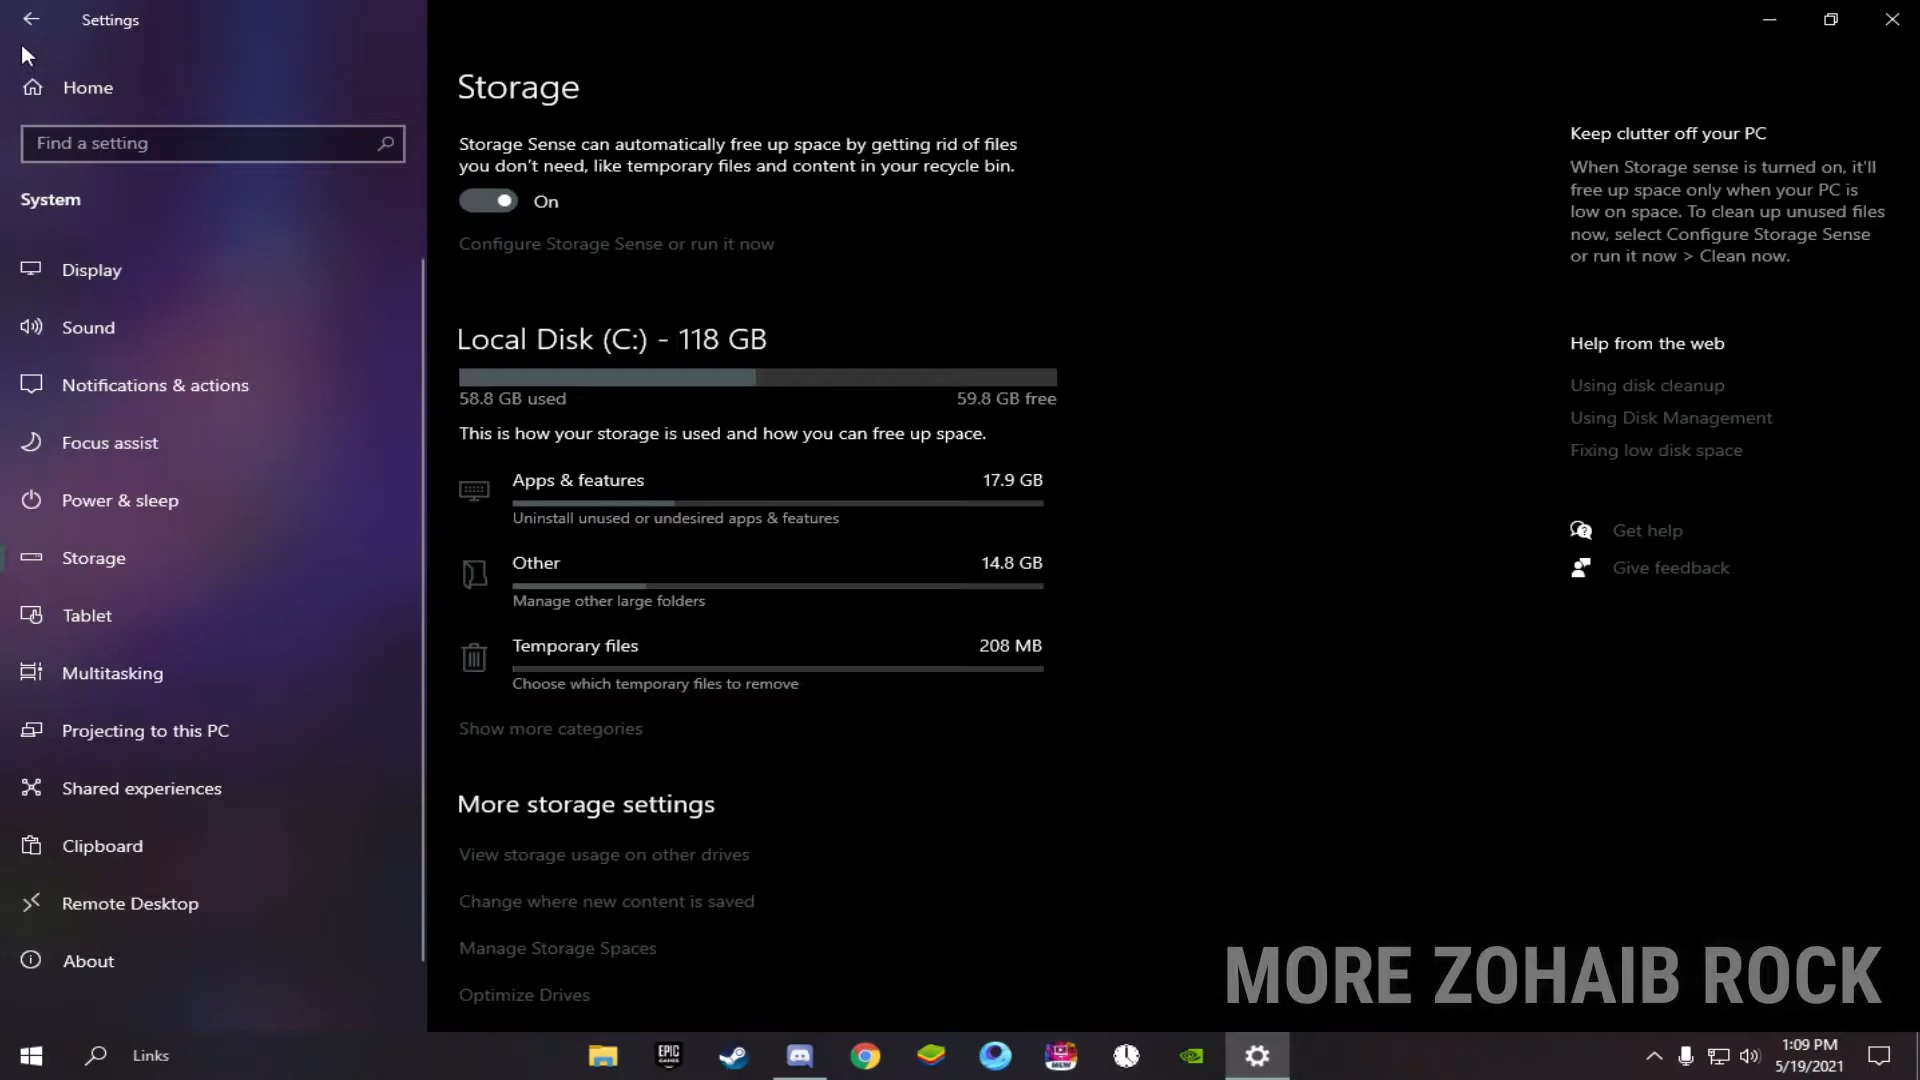 Settings
Home
Find a setting
System
Display
Sound
Notifications & actions
Focus assist
Power & sleep
Storage
Tablet
Multitasking
Projecting to this PC
Shared experiences
Clipboard
Remote Desktop
About
Storage
Storage Sense can automatically free up space by getting rid of files
you don't need, like temporary files and content in your recycle bin.
On
Configure Storage Sense or run it now
Local Disk (C:) - 118 GB
58.8 GB used 59.8 GB free
This is how your storage is used and how you can free up space.
Apps & features 17.9 GB
Uninstall unused or undesired apps & features
Other 14.8 GB
Manage other large folders
Temporary files 208 MB
Choose which temporary files to remove
Show more categories
More storage settings
View storage usage on other drives
Change where new content is saved
Manage Storage Spaces
Optimize Drives
Keep clutter off your PC
When Storage sense is turned on, it'll
free up space only when your PC is
low on space. To clean up unused files
now, select Configure Storage Sense
or run it now > Clean now.
Help from the web
Using disk cleanup
Using Disk Management
Fixing low disk space
Get help
Give feedback
MORE ZOHAIB ROCK
Links
EPIC
GAMES
MEW
1:09 PM
5/19/2021